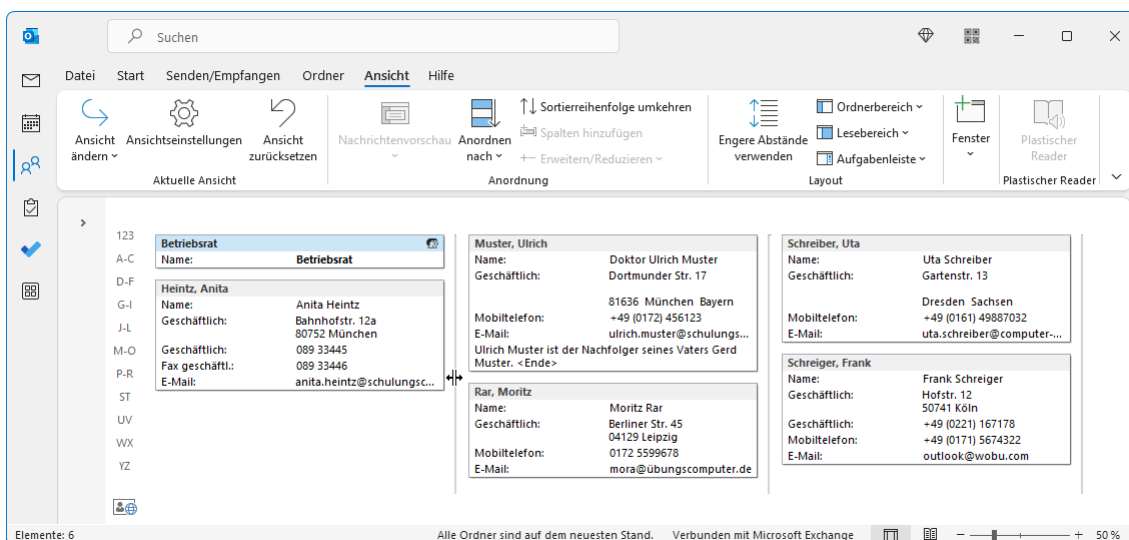 Suchen
Datei Start Senden/Empfangen Ordner Ansicht Hilfe
Ansicht ändern
Ansichtseinstellungen
Ansicht zurücksetzen
Aktuelle Ansicht
Nachrichtenvorschau
Anordnen nach
Sortierreihenfolge umkehren
Spalten hinzufügen
Erweitern/Reduzieren
Anordnung
Engere Abstände verwenden
Ordnerbereich
Lesebereich
Aufgabenleiste
Layout
Fenster
Plastischer Reader
Plastischer Reader
123
A-C
D-F
G-I
J-L
M-O
P-R
ST
UV
WX
YZ
Betriebsrat
Name: Betriebsrat
Heintz, Anita
Name: Anita Heintz
Geschäftlich: Bahnhofstr. 12a
80752 München
Geschäftlich: 089 33445
Fax geschäftl.: 089 33446
E-Mail: anita.heintz@schulungsc...
Muster, Ulrich
Name: Doktor Ulrich Muster
Geschäftlich: Dortmunder Str. 17
81636 München Bayern
Mobiltelefon: +49 (0172) 456123
E-Mail: ulrich.muster@schulungs...
Ulrich Muster ist der Nachfolger seines Vaters Gerd
Muster. <Ende>
Rar, Moritz
Name: Moritz Rar
Geschäftlich: Berliner Str. 45
04129 Leipzig
Mobiltelefon: 0172 5599678
E-Mail: mora@übungscomputer.de
Schreiber, Uta
Name: Uta Schreiber
Geschäftlich: Gartenstr. 13
Dresden Sachsen
Mobiltelefon: +49 (0161) 49887032
E-Mail: uta.schreiber@computer-...
Schreiger, Frank
Name: Frank Schreiger
Geschäftlich: Hofstr. 12
50741 Köln
Geschäftlich: +49 (0221) 167178
Mobiltelefon: +49 (0171) 5674322
E-Mail: outlook@wobu.com
Elemente: 6 Alle Ordner sind auf dem neuesten Stand. Verbunden mit Microsoft Exchange 50 %